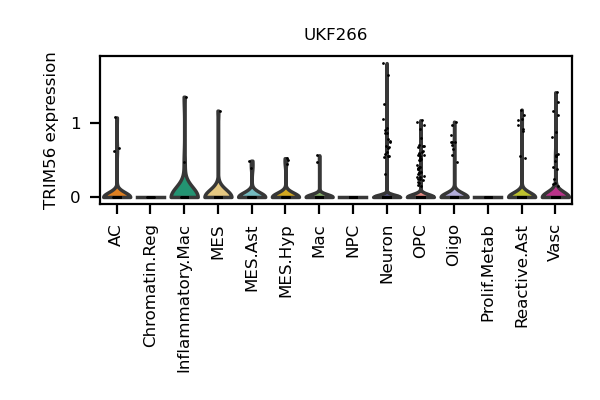 UKF266
TRIM56 expression
1
0
AC
Chromatin.Reg
Inflammatory.Mac
MES
MES.Ast
MES.Hyp
Mac
NPC
Neuron
OPC
Oligo
Prolif.Metab
Reactive.Ast
Vasc